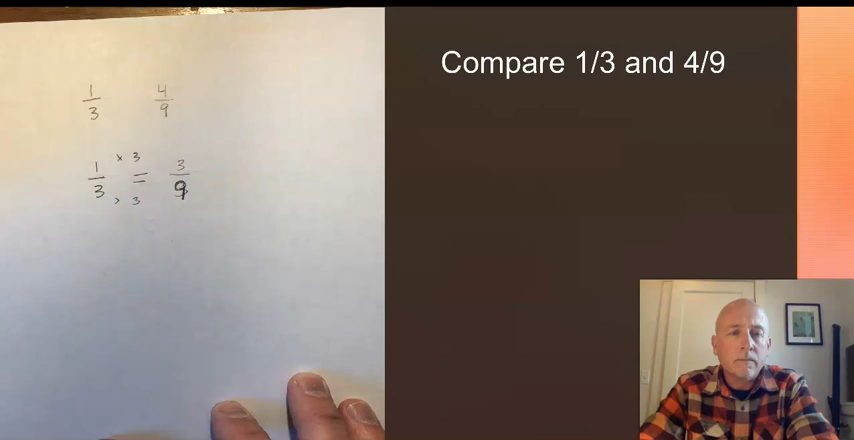 Compare 1/3 and 4/9
1/3 4/9
× 3
1/3 = 3/9
× 3